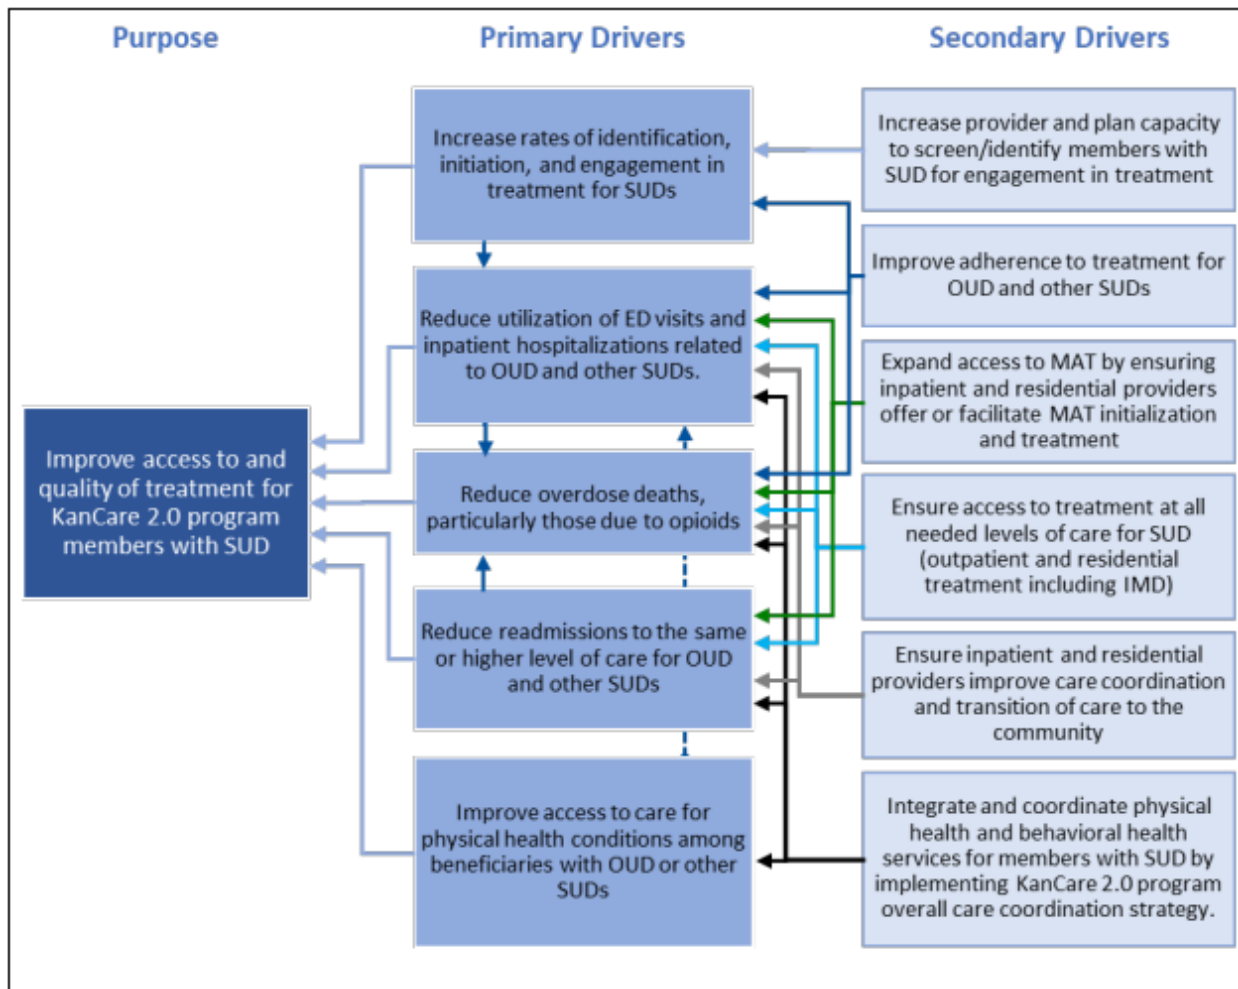 Purpose
Primary Drivers
Secondary Drivers
Improve access to and
quality of treatment for
KanCare 2.0 program
members with SUD
Increase rates of identification,
initiation, and engagement in
treatment for SUDs
Reduce utilization of ED visits and
inpatient hospitalizations related
to OUD and other SUDs.
Reduce overdose deaths,
particularly those due to opioids
Reduce readmissions to the same
or higher level of care for OUD
and other SUDs
Improve access to care for
physical health conditions among
beneficiaries with OUD or other
SUDs
Increase provider and plan capacity
to screen/identify members with
SUD for engagement in treatment
Improve adherence to treatment for
OUD and other SUDs
Expand access to MAT by ensuring
inpatient and residential providers
offer or facilitate MAT initialization
and treatment
Ensure access to treatment at all
needed levels of care for SUD
(outpatient and residential
treatment including IMD)
Ensure inpatient and residential
providers improve care coordination
and transition of care to the
community
Integrate and coordinate physical
health and behavioral health
services for members with SUD by
implementing KanCare 2.0 program
overall care coordination strategy.